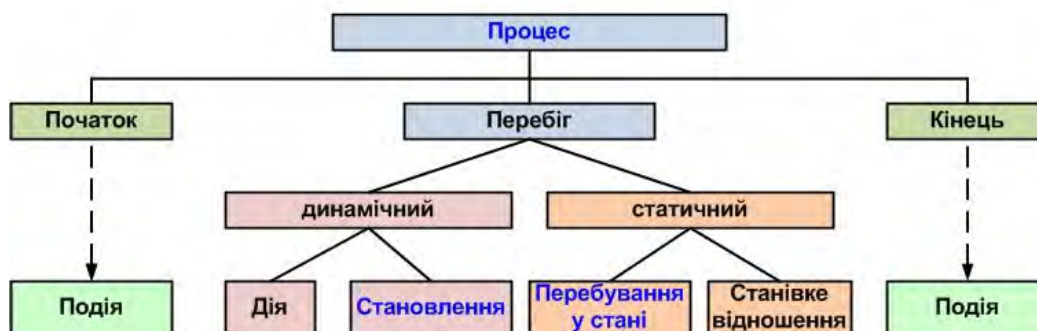 Процес
Початок
Перебіг
Кінець
динамічний
статичний
Подія
Дія
Становлення
Перебування
у стані
Станівке
відношення
Подія